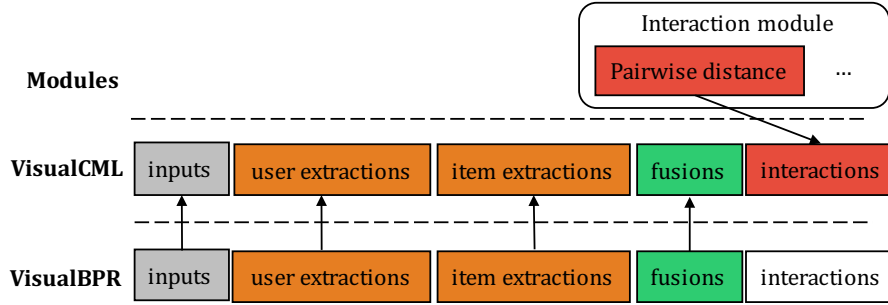 Interaction module
Modules
Pairwise distance
...
VisualCML
inputs
user extractions
item extractions
fusions
interactions
VisualBPR
inputs
user extractions
item extractions
fusions
interactions